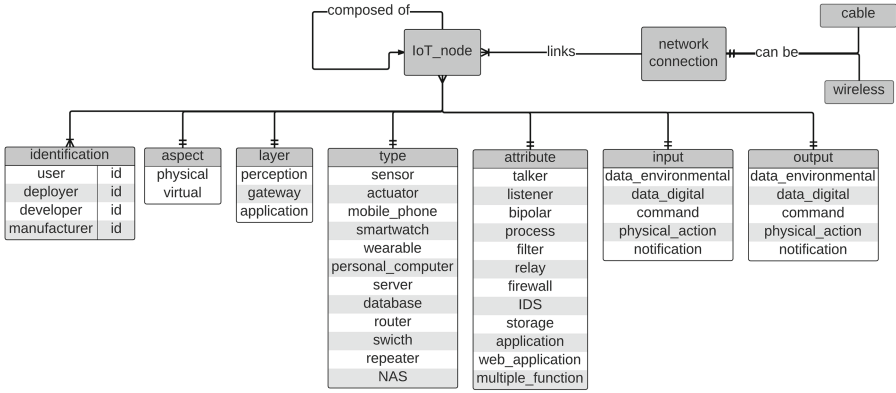 composed of
IoT_node
links
network
connection
can be
cable
wireless
identification
user id
deployer id
developer id
manufacturer id
aspect
physical
virtual
layer
perception
gateway
application
type
sensor
actuator
mobile_phone
smartwatch
wearable
personal_computer
server
database
router
swicth
repeater
NAS
attribute
talker
listener
bipolar
process
filter
relay
firewall
IDS
storage
application
web_application
multiple_function
input
data_environmental
data_digital
command
physical_action
notification
output
data_environmental
data_digital
command
physical_action
notification